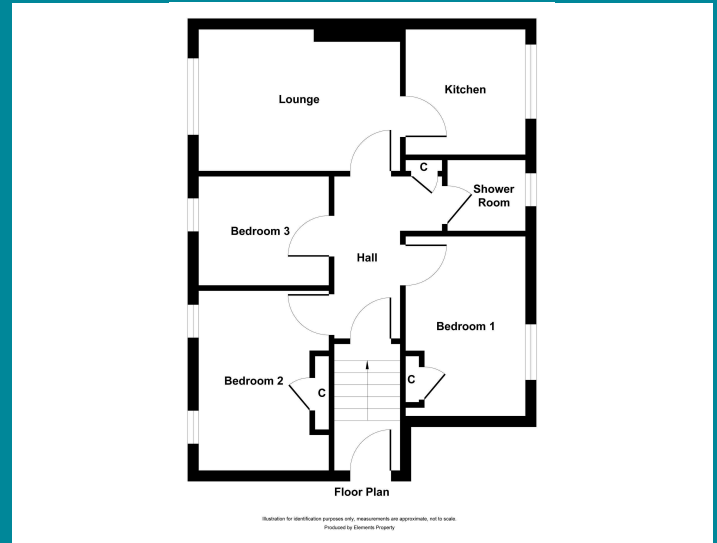 Lounge
Kitchen
C
Shower
Room
Bedroom 3
Hall
Bedroom 1
Bedroom 2
C
C
Floor Plan
Illustration for identification purposes only, measurements are approximate, not to scale.
Produced by Elements Property